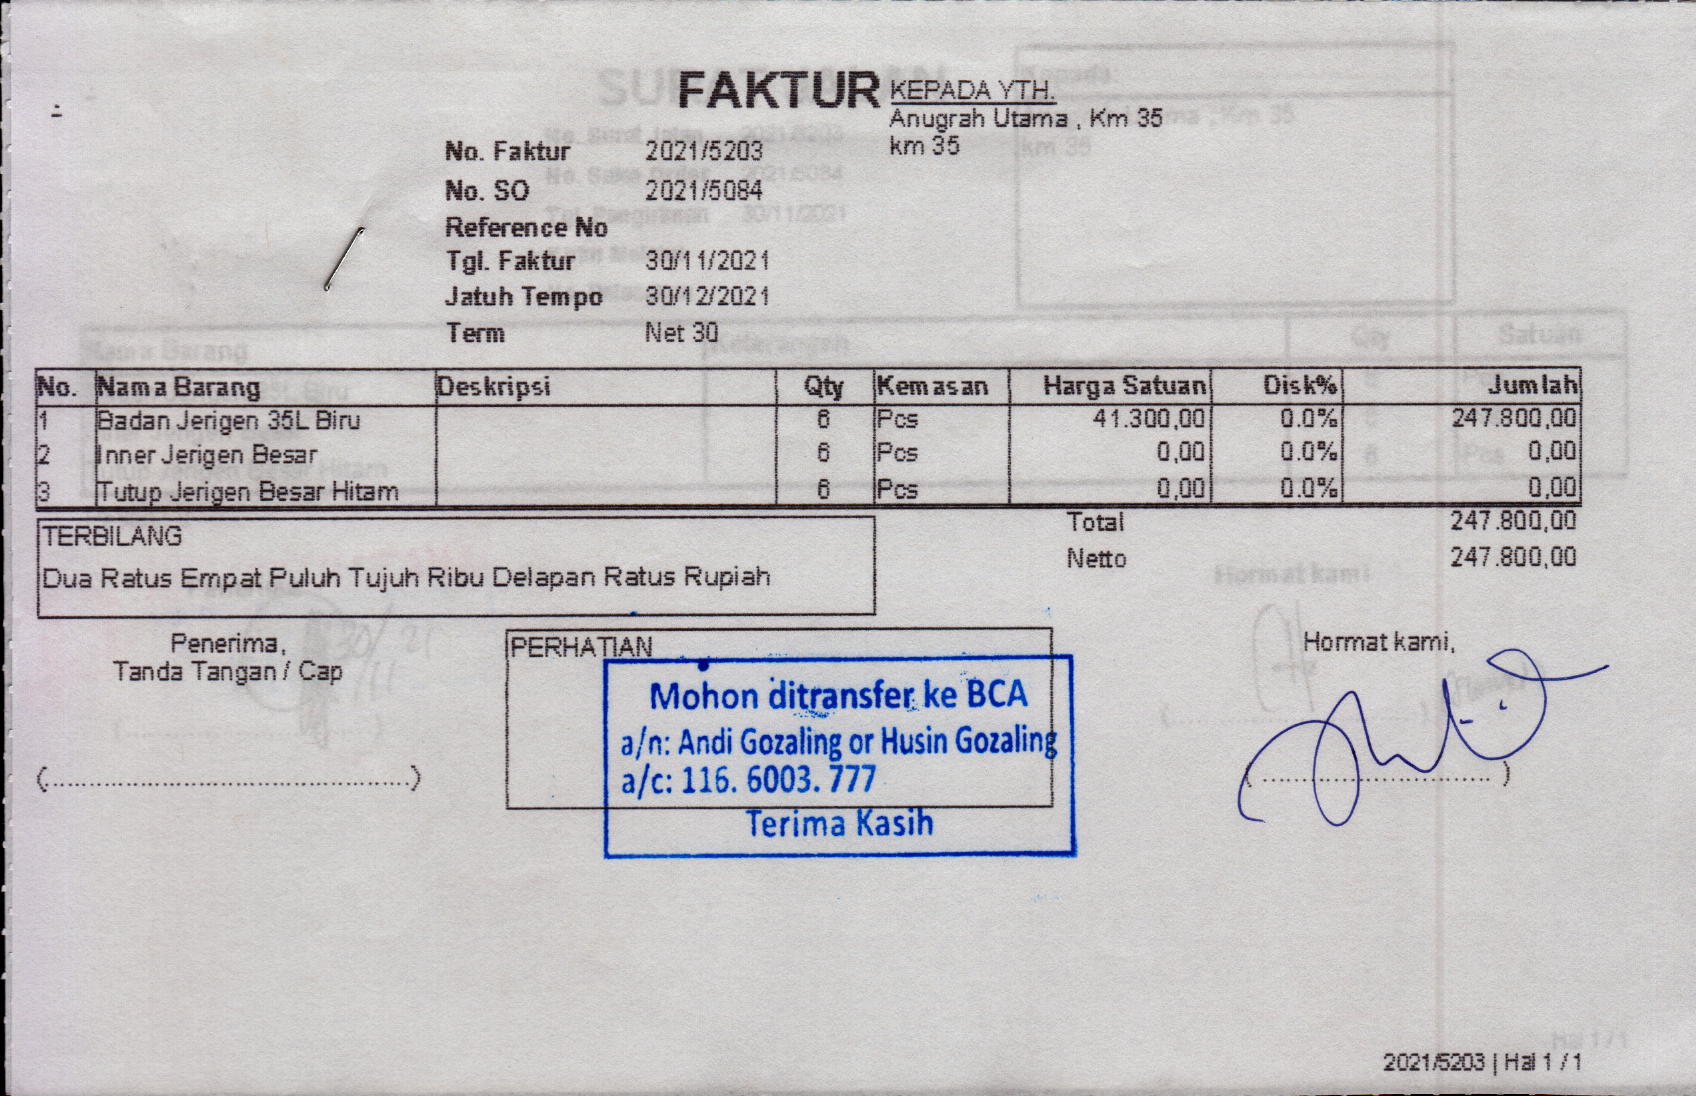 FAKTUR
KEPADA YTH.
Anugrah Utama , Km 35
km 35
No. Faktur 2021/5203
No. SO 2021/5084
Reference No
Tgl. Faktur 30/11/2021
Jatuh Tempo 30/12/2021
Term Net 30
No. Nama Barang Deskripsi Qty Kemasan Harga Satuan Disk% Jumlah
1 Badan Jerigen 35L Biru 6 Pcs 41.300,00 0.0% 247.800,00
2 Inner Jerigen Besar 6 Pcs 0,00 0.0% 0,00
3 Tutup Jerigen Besar Hitam 6 Pcs 0,00 0.0% 0,00
Total 247.800,00
Netto 247.800,00
TERBILANG
Dua Ratus Empat Puluh Tujuh Ribu Delapan Ratus Rupiah
Penerima,
Tanda Tangan / Cap
(............................................)
PERHATIAN
Mohon ditransfer ke BCA
a/n: Andi Gozaling or Husin Gozaling
a/c: 116. 6003. 777
Terima Kasih
Hormat kami,
(..............................)
2021/5203 | Hal 1 / 1